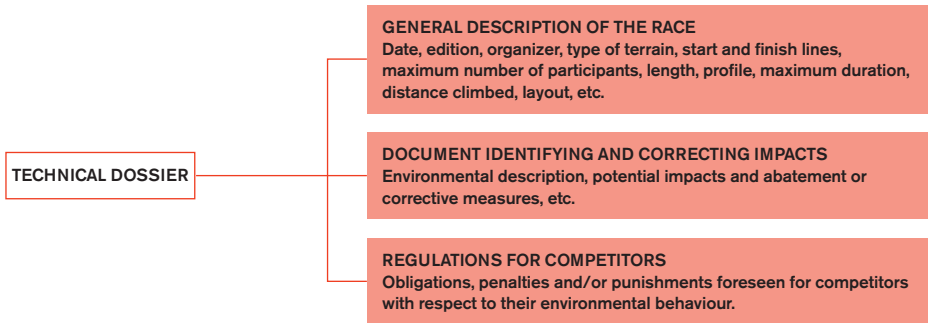 GENERAL DESCRIPTION OF THE RACE
Date, edition, organizer, type of terrain, start and finish lines,
maximum number of participants, length, profile, maximum duration,
distance climbed, layout, etc.
TECHNICAL DOSSIER
DOCUMENT IDENTIFYING AND CORRECTING IMPACTS
Environmental description, potential impacts and abatement or
corrective measures, etc.
REGULATIONS FOR COMPETITORS
Obligations, penalties and/or punishments foreseen for competitors
with respect to their environmental behaviour.